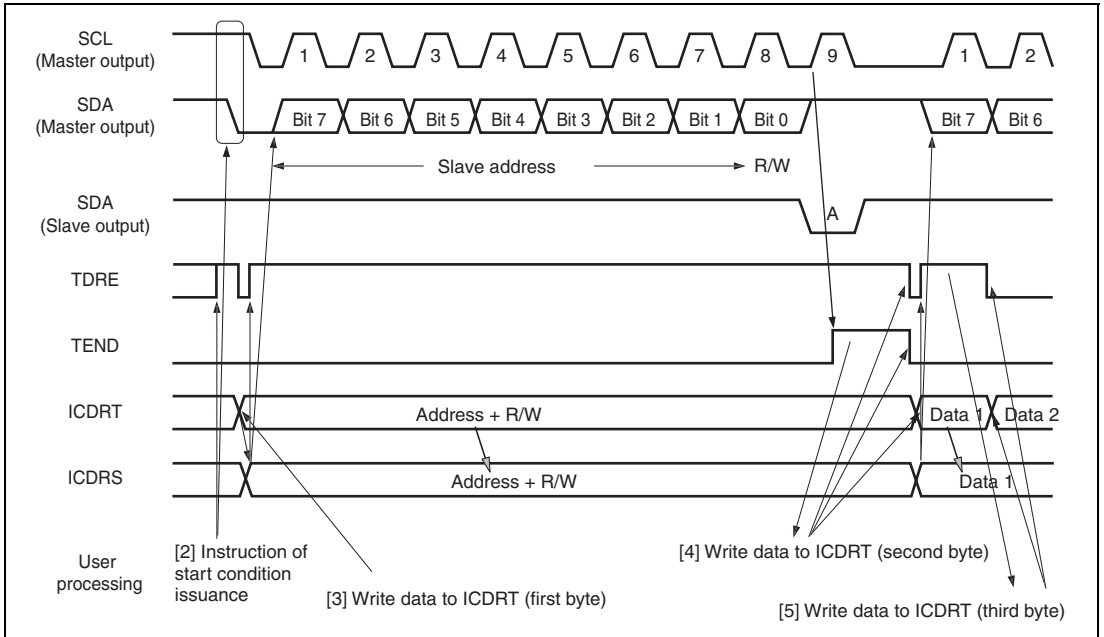 SCL
(Master output)
1 2 3 4 5 6 7 8 9 1 2
SDA
(Master output)
Bit 7 Bit 6 Bit 5 Bit 4 Bit 3 Bit 2 Bit 1 Bit 0 Bit 7 Bit 6
Slave address R/W
SDA
(Slave output)
A
TDRE
TEND
ICDRT
Address + R/W Data 1 Data 2
ICDRS
Address + R/W Data 1
User
processing
[2] Instruction of
start condition
issuance
[3] Write data to ICDRT (first byte)
[4] Write data to ICDRT (second byte)
[5] Write data to ICDRT (third byte)